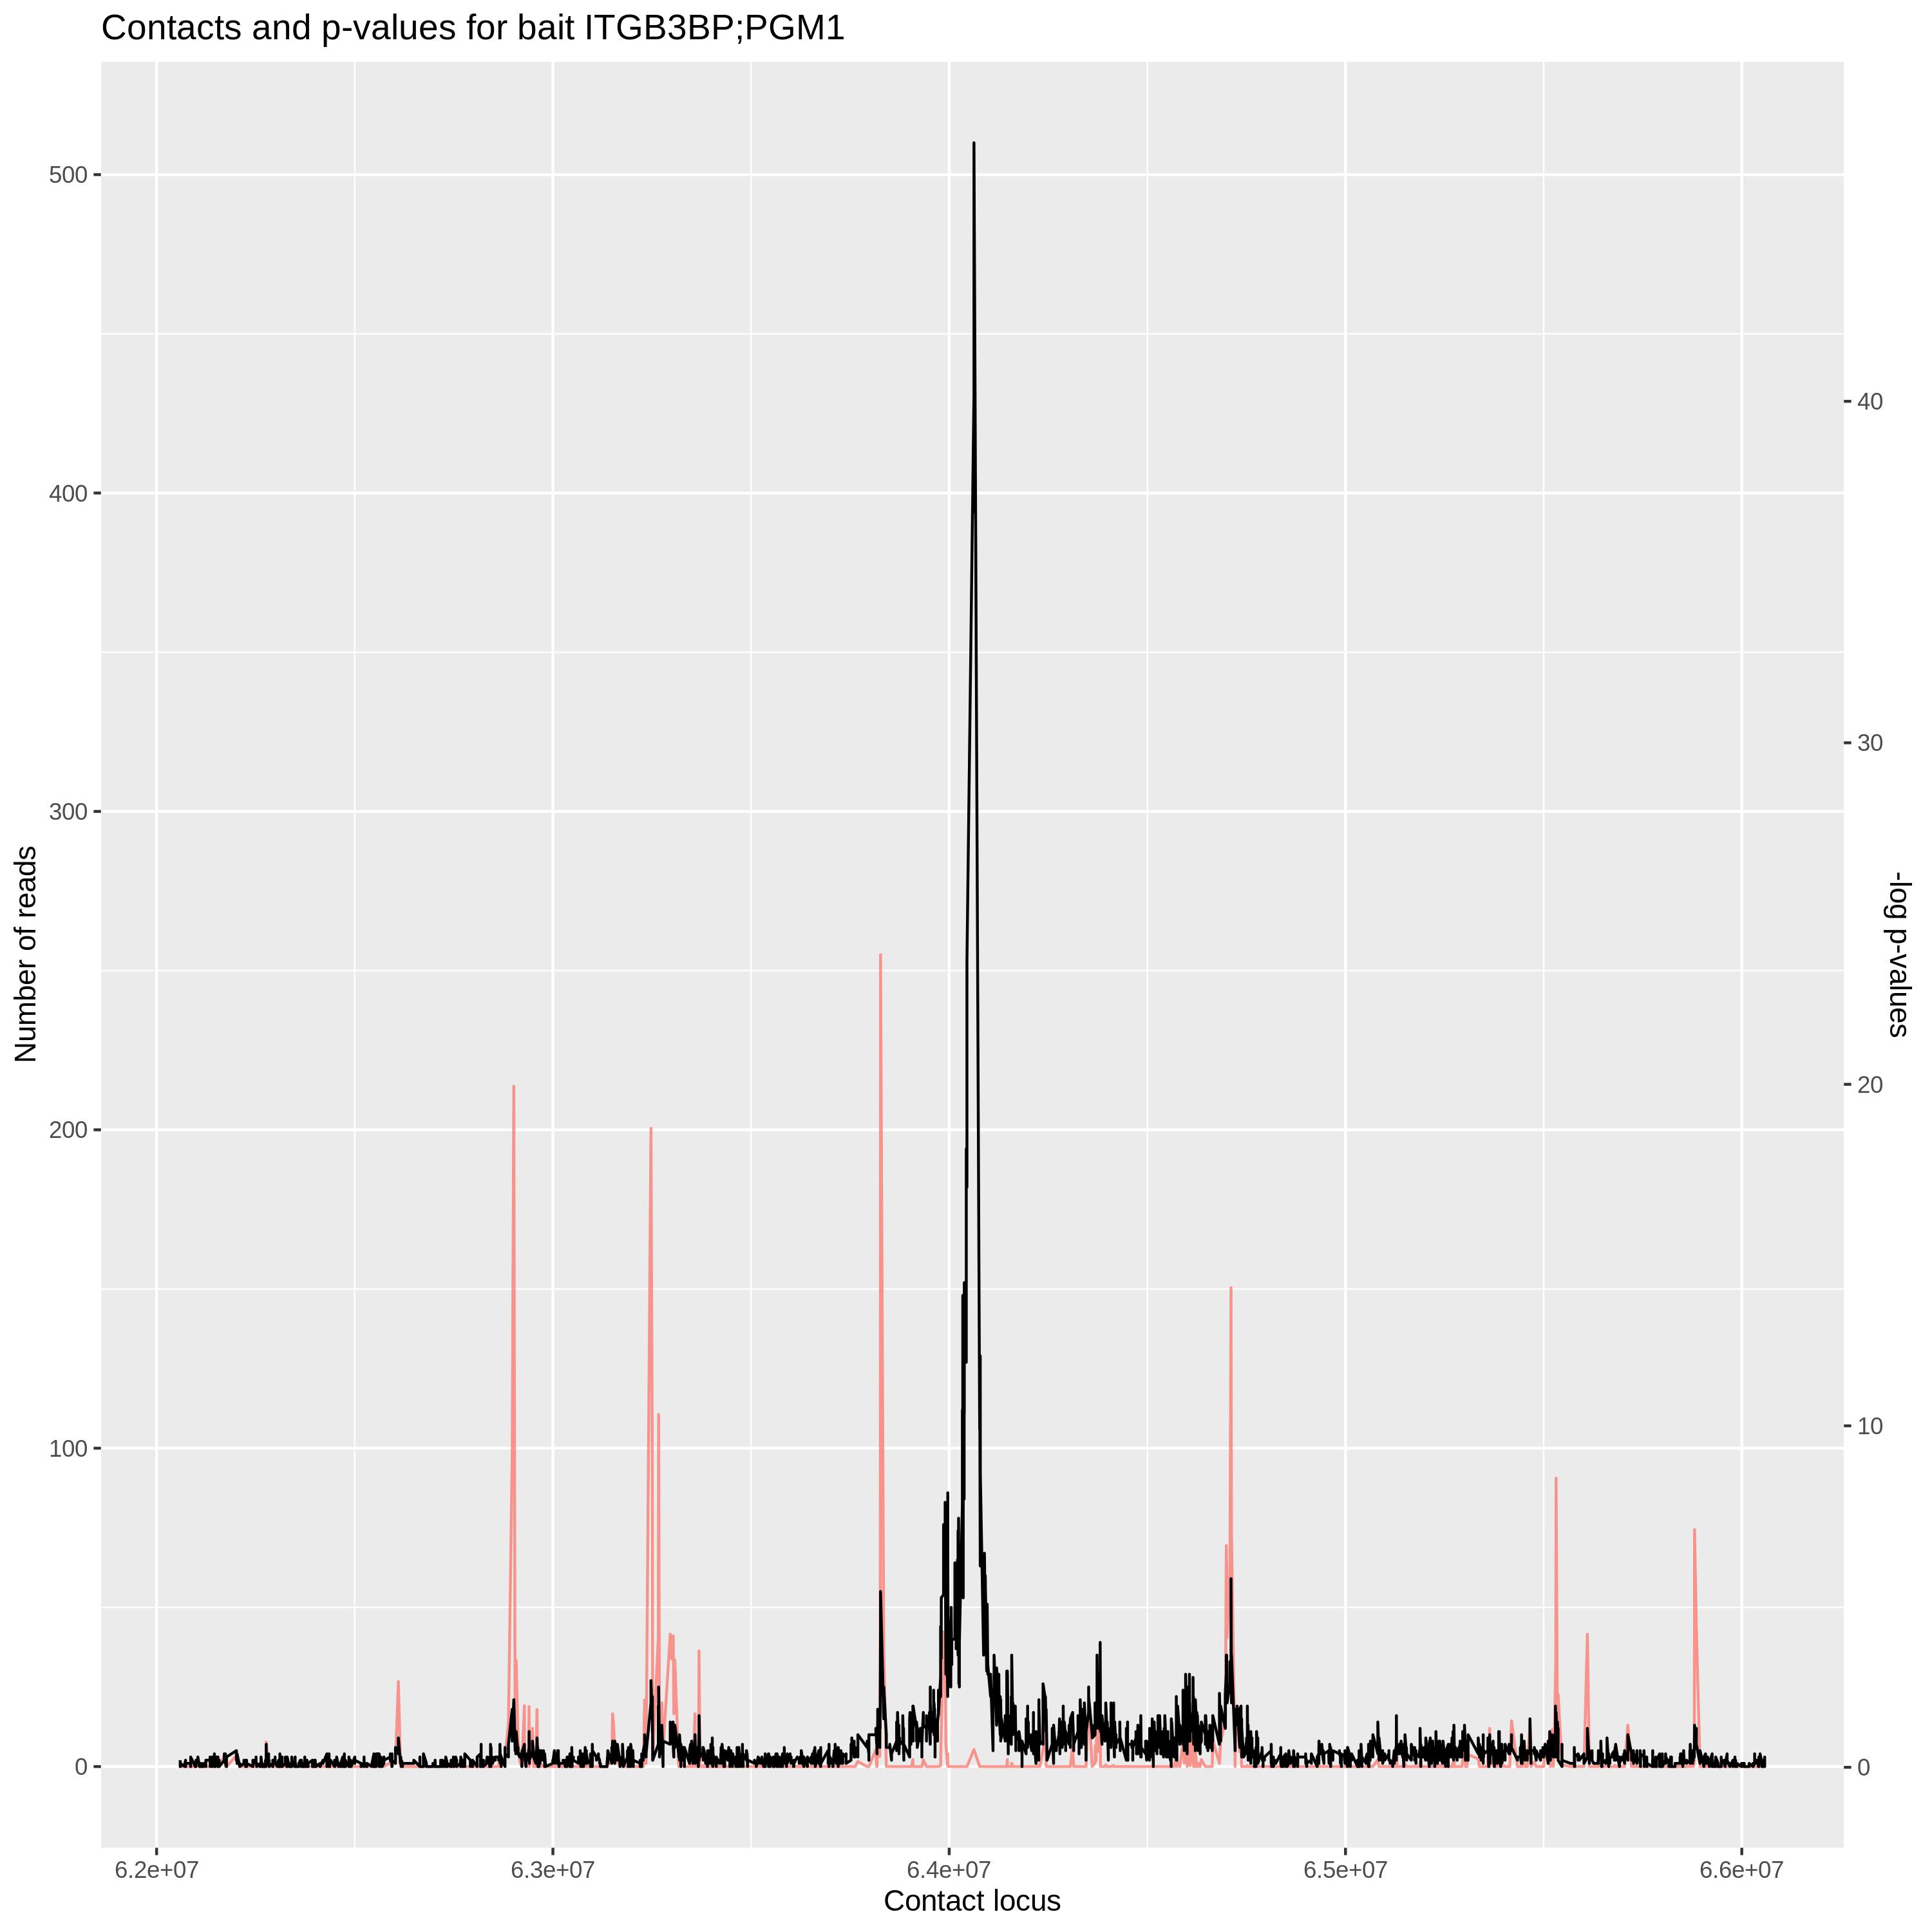 Contacts and p-values for bait ITGB3BP;PGM1
Number of reads
500
400
300
200
100
0
-log p-values
40
30
20
10
0
6.2e+07
6.3e+07
6.4e+07
6.5e+07
6.6e+07
Contact locus